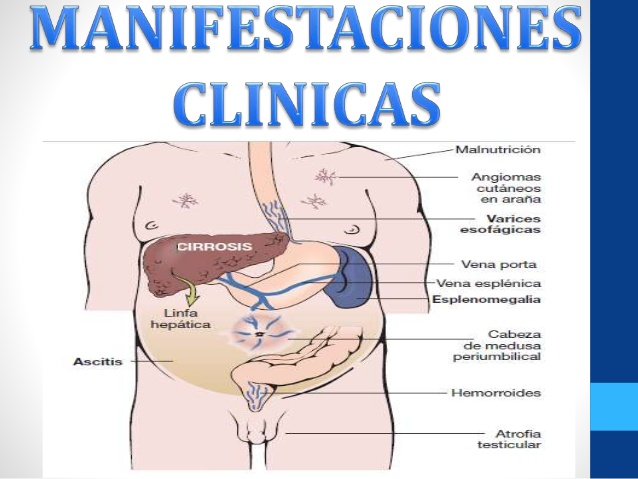 MANIFESTACIONES
CLINICAS
Malnutrición
Angiomas
cutáneos
en araña
Varices
esofágicas
CIRROSIS
Vena porta
Vena esplénica
Esplenomegalia
Linfa
hepática
Cabeza
de medusa
periumbilical
Ascitis
Hemorroides
Atrofia
testicular